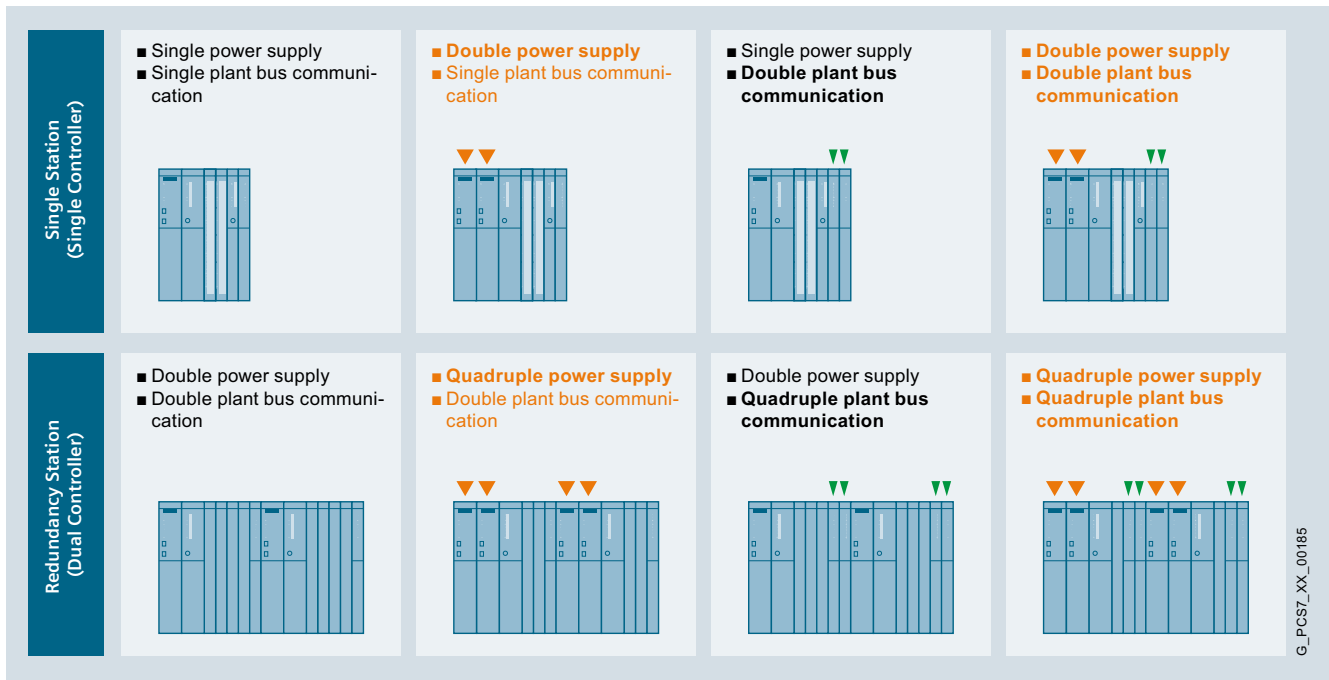 Single Station
(Single Controller)
■ Single power supply
■ Single plant bus communi-
cation
■ Double power supply
■ Single plant bus communi-
cation
■ Single power supply
■ Double plant bus
communication
■ Double power supply
■ Double plant bus
communication
Redundancy Station
(Dual Controller)
■ Double power supply
■ Double plant bus communi-
cation
■ Quadruple power supply
■ Double plant bus communi-
cation
■ Double power supply
■ Quadruple plant bus
communication
■ Quadruple power supply
■ Quadruple plant bus
communication
G_PCS7_XX_00185